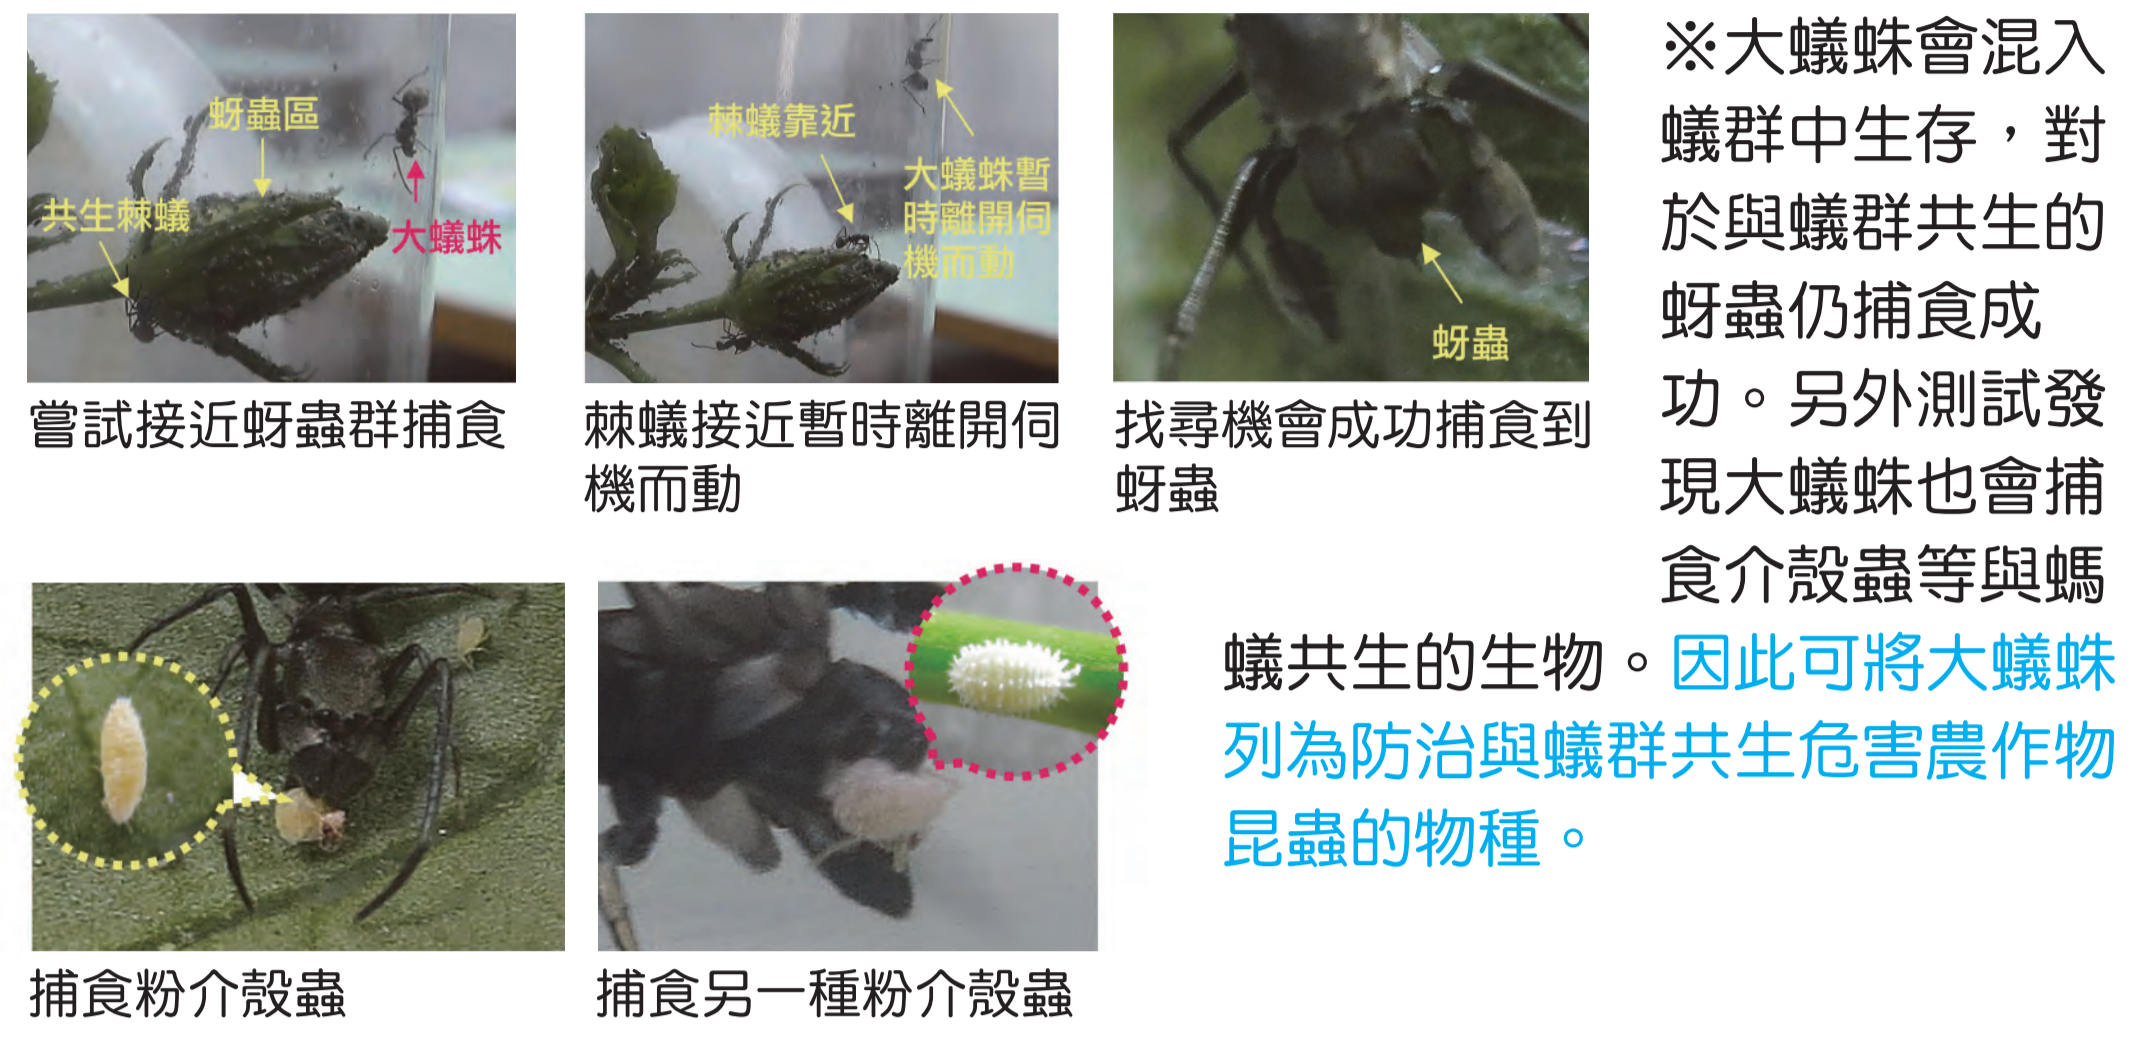 蚜蟲區
共生棘蟻
大蟻蛛
嘗試接近蚜蟲群捕食
棘蟻靠近
大蟻蛛暫
時離開伺
機而動
棘蟻接近暫時離開伺
機而動
蚜蟲
找尋機會成功捕食到
蚜蟲
※大蟻蛛會混入
蟻群中生存，對
於與蟻群共生的
蚜蟲仍捕食成
功。另外測試發
現大蟻蛛也會捕
食介殼蟲等與螞
蟻共生的生物。因此可將大蟻蛛
列為防治與蟻群共生危害農作物
昆蟲的物種。
捕食粉介殼蟲
捕食另一種粉介殼蟲